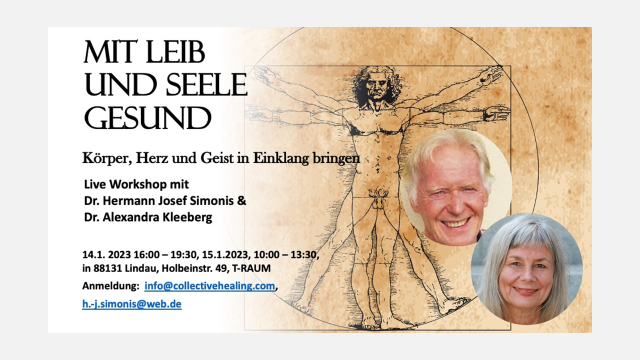 MIT LEIB
UND SEELE
GESUND
Körper, Herz und Geist in Einklang bringen
Live Workshop mit
Dr. Hermann Josef Simonis &
Dr. Alexandra Kleeberg
14.1. 2023 16:00 – 19:30, 15.1.2023, 10:00 – 13:30,
in 88131 Lindau, Holbeinstr. 49, T-RAUM
Anmeldung: info@collectivehealing.com,
h.-j.simonis@web.de